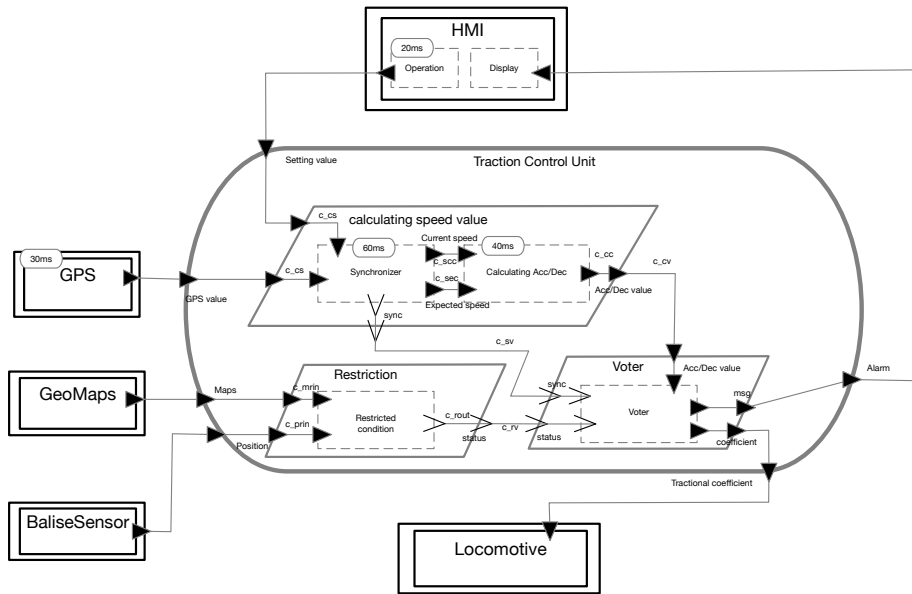 HMI
20ms
Operation
Display
Setting value
Traction Control Unit
c_cs
calculating speed value
60ms
Current speed
40ms
c_cc
c_cv
30ms
GPS
c_cs
Synchronizer
c_scc
Calculating Acc/Dec
c_sec
GPS value
Expected speed
Acc/Dec value
sync
c_sv
Restriction
Voter
Acc/Dec value
Alarm
GeoMaps
Maps
c_mrin
sync
msg
Restricted
condition
c_rout
Voter
c_prin
c_rv
Position
status
status
coefficient
Tractional coefficient
BaliseSensor
Locomotive